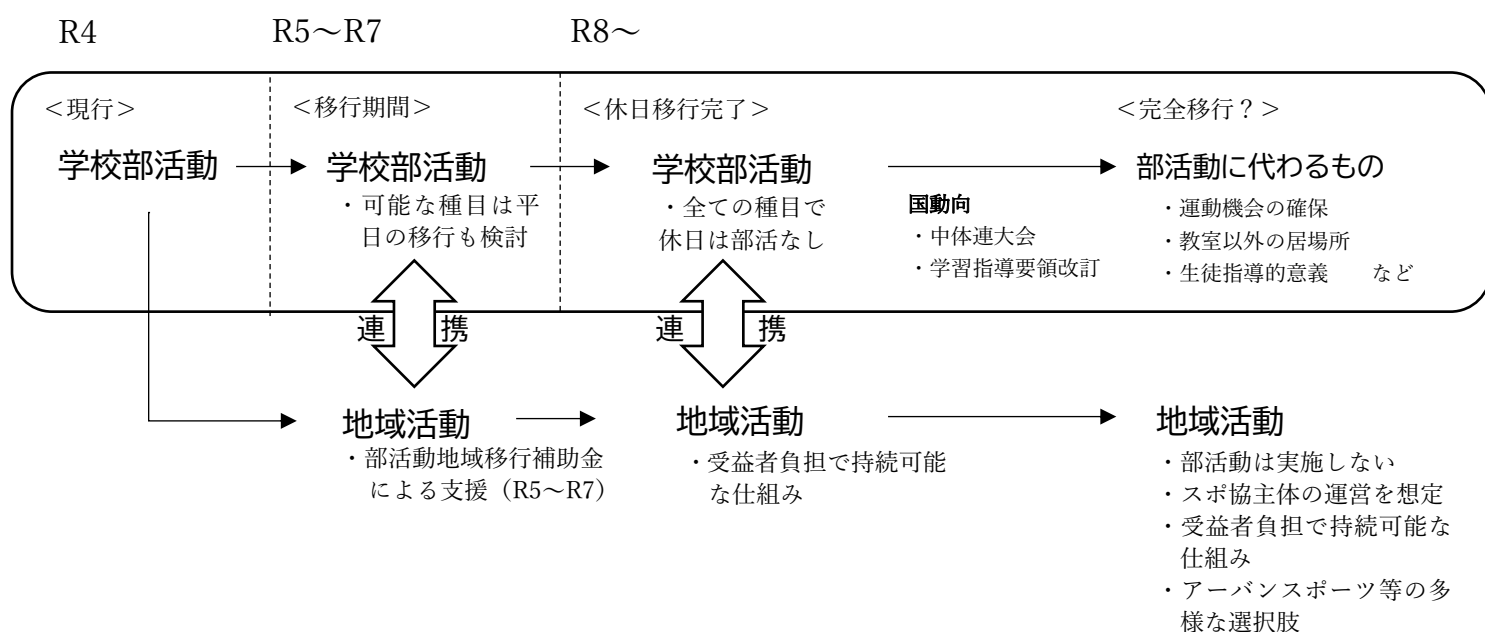 R4
R5～R7
R8～
＜現行＞
＜移行期間＞
＜休日移行完了＞
＜完全移行？＞
学校部活動
学校部活動
・可能な種目は平
日の移行も検討
学校部活動
・全ての種目で
休日は部活なし
国動向
・中体連大会
・学習指導要領改訂
部活動に代わるもの
・運動機会の確保
・教室以外の居場所
・生徒指導的意義　　など
連携
連携
地域活動
・部活動地域移行補助金
による支援（R5～R7）
地域活動
・受益者負担で持続可能
な仕組み
地域活動
・部活動は実施しない
・スポ協主体の運営を想定
・受益者負担で持続可能な
仕組み
・アーバンスポーツ等の多
様な選択肢